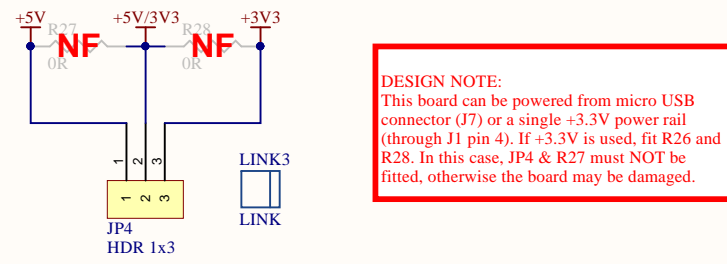 +5V
+5V/3V3
+3V3
R27
NF
0R
R28
NF
0R
1
2
3
1
2
3
JP4
HDR 1x3
LINK3
LINK
DESIGN NOTE:
This board can be powered from micro USB
connector (J7) or a single +3.3V power rail
(through J1 pin 4). If +3.3V is used, fit R26 and
R28. In this case, JP4 & R27 must NOT be
fitted, otherwise the board may be damaged.